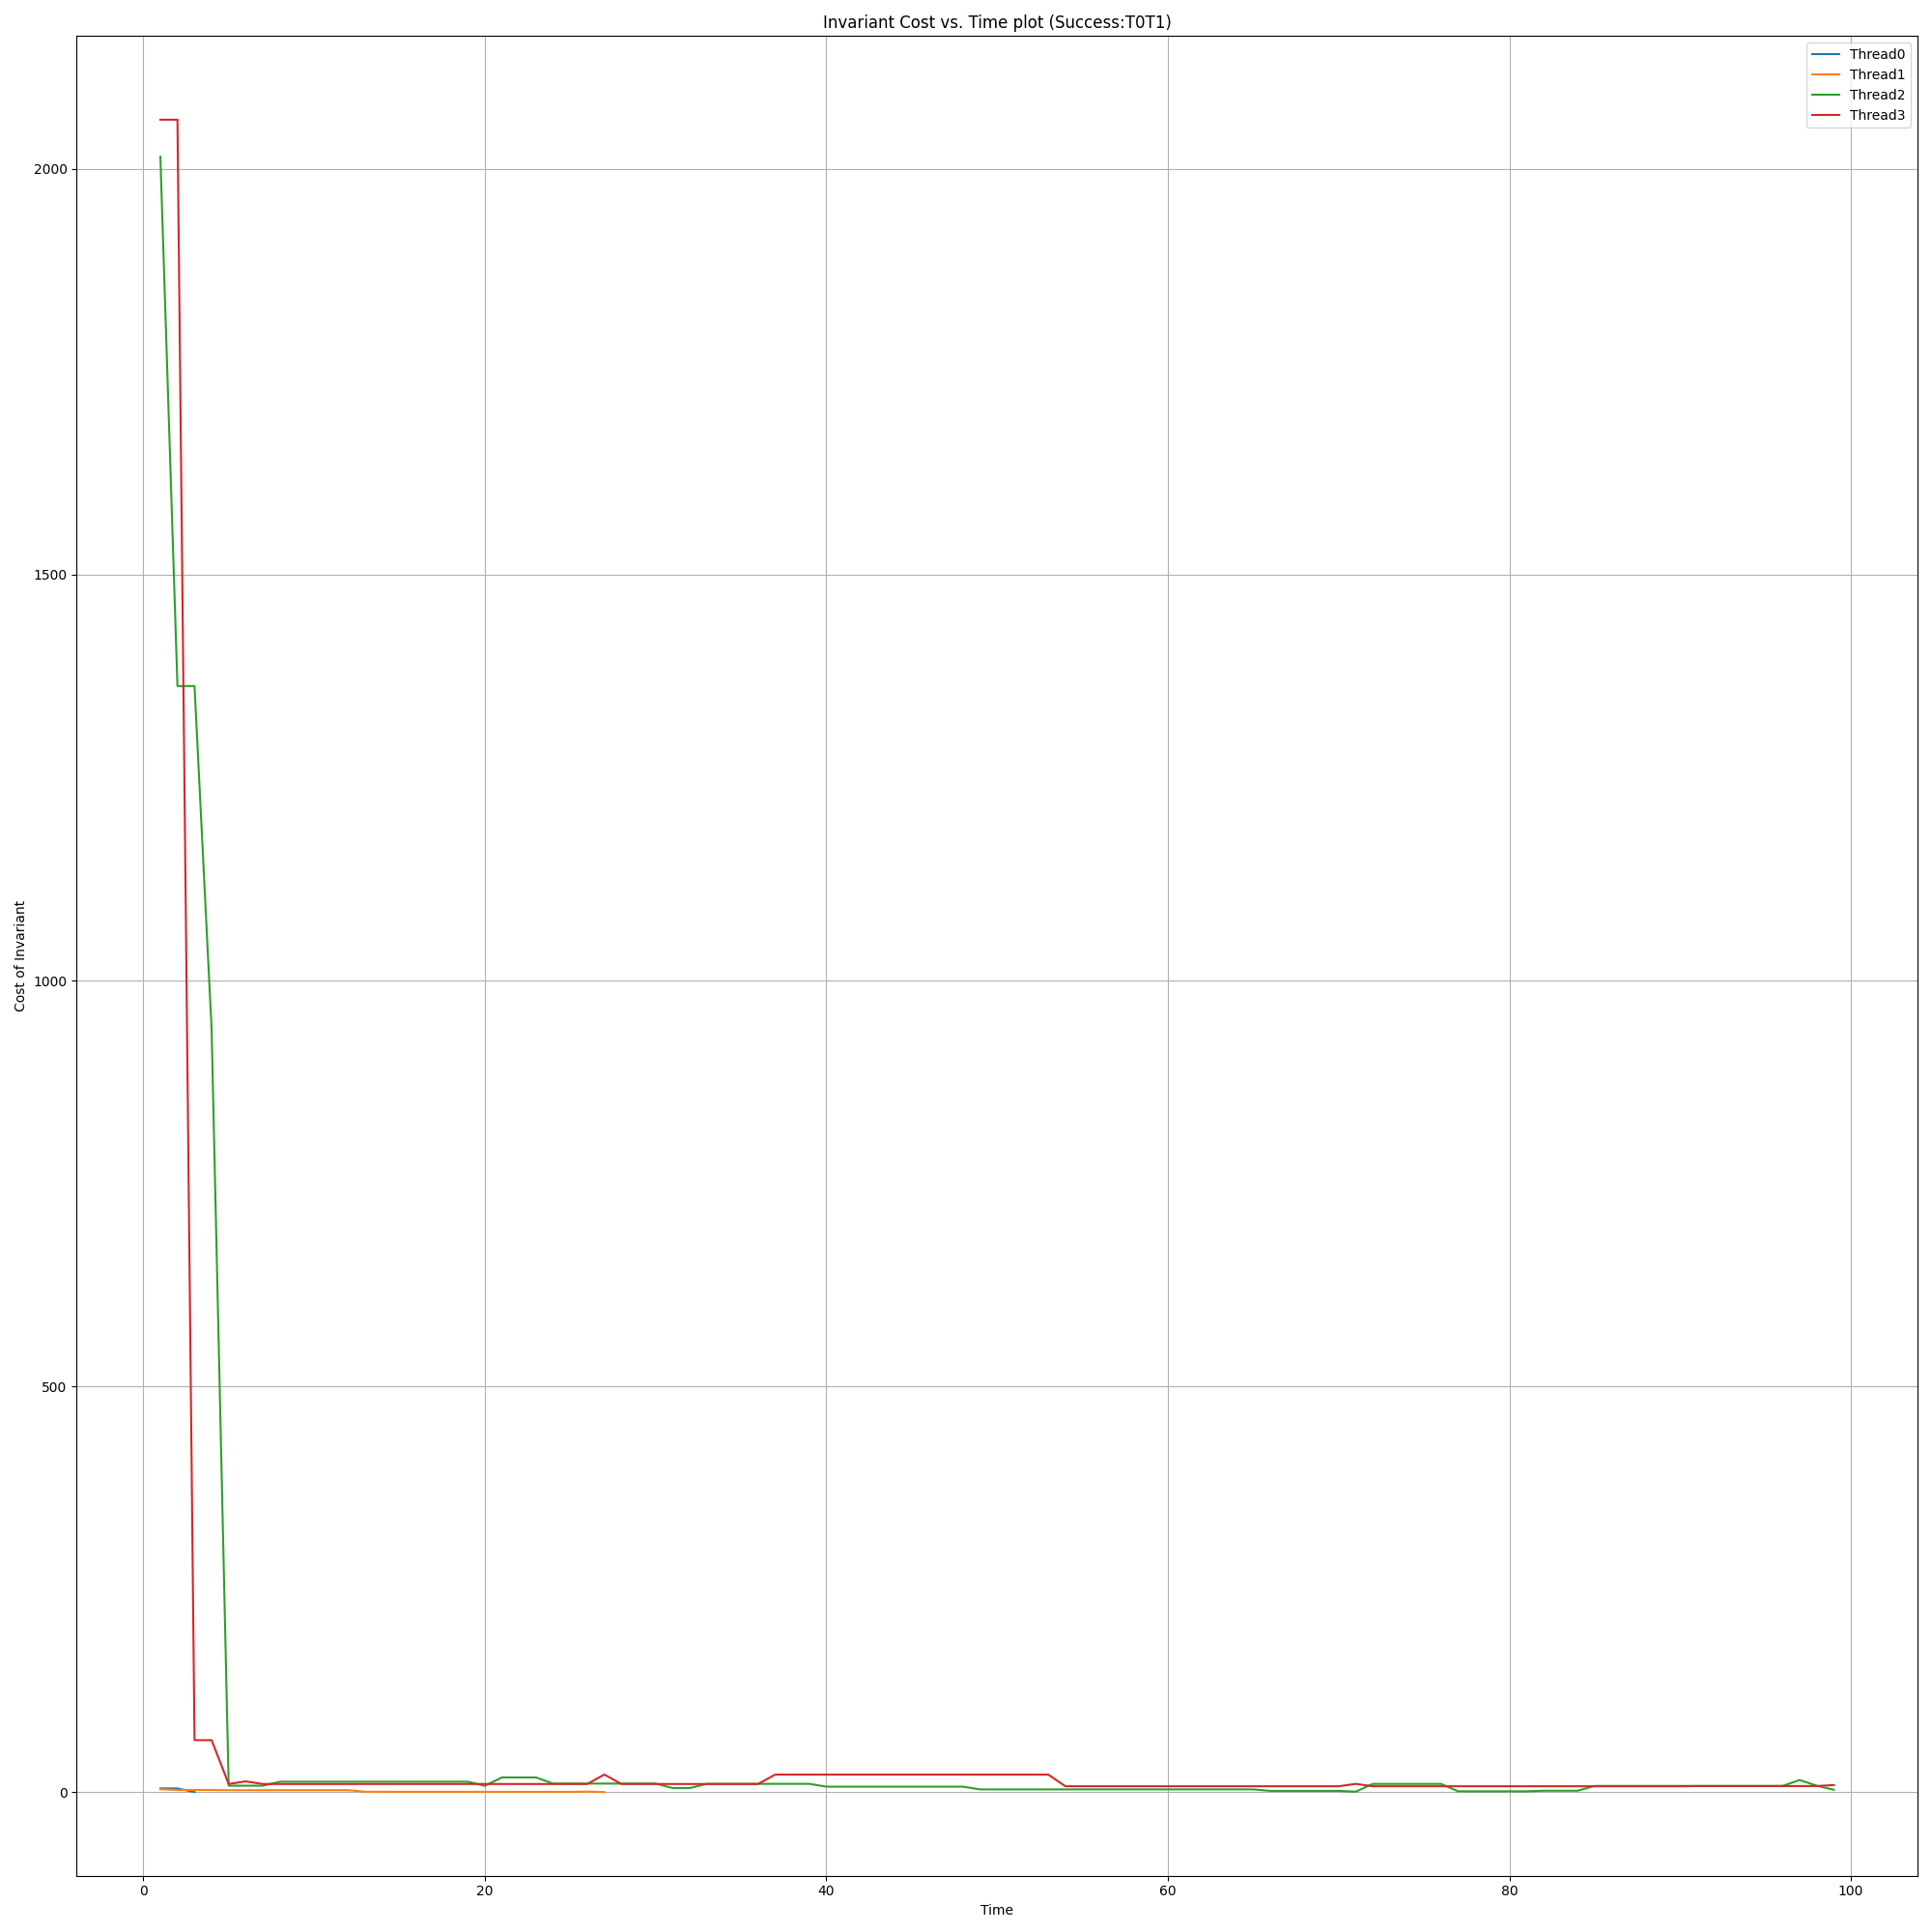 Invariant Cost vs. Time plot (Success:T0T1)
Thread0
Thread1
Thread2
Thread3
2000
1500
1000
500
0
Cost of Invariant
0 20 40 60 80 100
Time